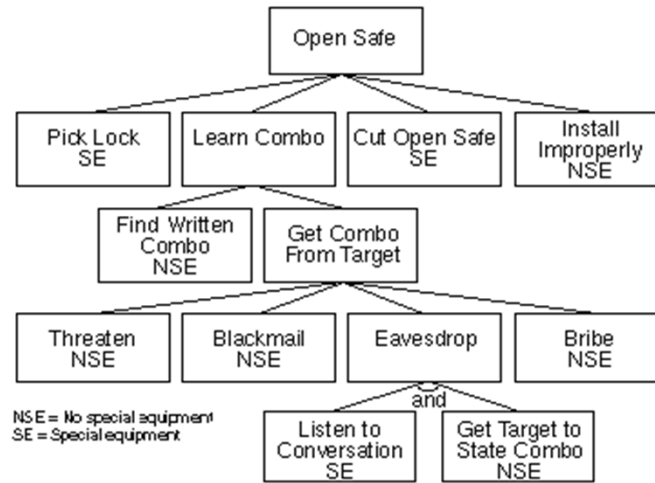 Open Safe
Pick Lock
SE
Learn Combo
Cut Open Safe
SE
Install
Improperly
NSE
Find Written
Combo
NSE
Get Combo
From Target
Threaten
NSE
Blackmail
NSE
Eavesdrop
Bribe
NSE
and
NSE = No special equipment
SE = Special equipment
Listen to
Conversation
SE
Get Target to
State Combo
NSE